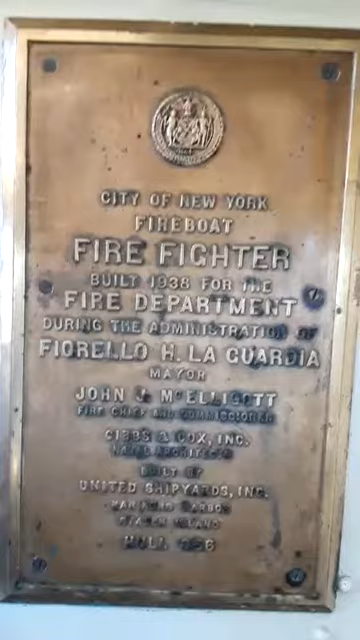 CITY OF NEW YORK
FIREBOAT
FIRE FIGHTER
BUILT 1938 FOR THE
FIRE DEPARTMENT
DURING THE ADMINISTRATION OF
FIORELLO H. LA GUARDIA
MAYOR
JOHN J. McELLIGOTT
FIRE CHIEF AND COMMISSIONER
GIBBS & COX, INC.
NAVAL ARCHITECTS
BUILT BY
UNITED SHIPYARDS, INC.
MARINERS HARBOR
STATEN ISLAND
HULL